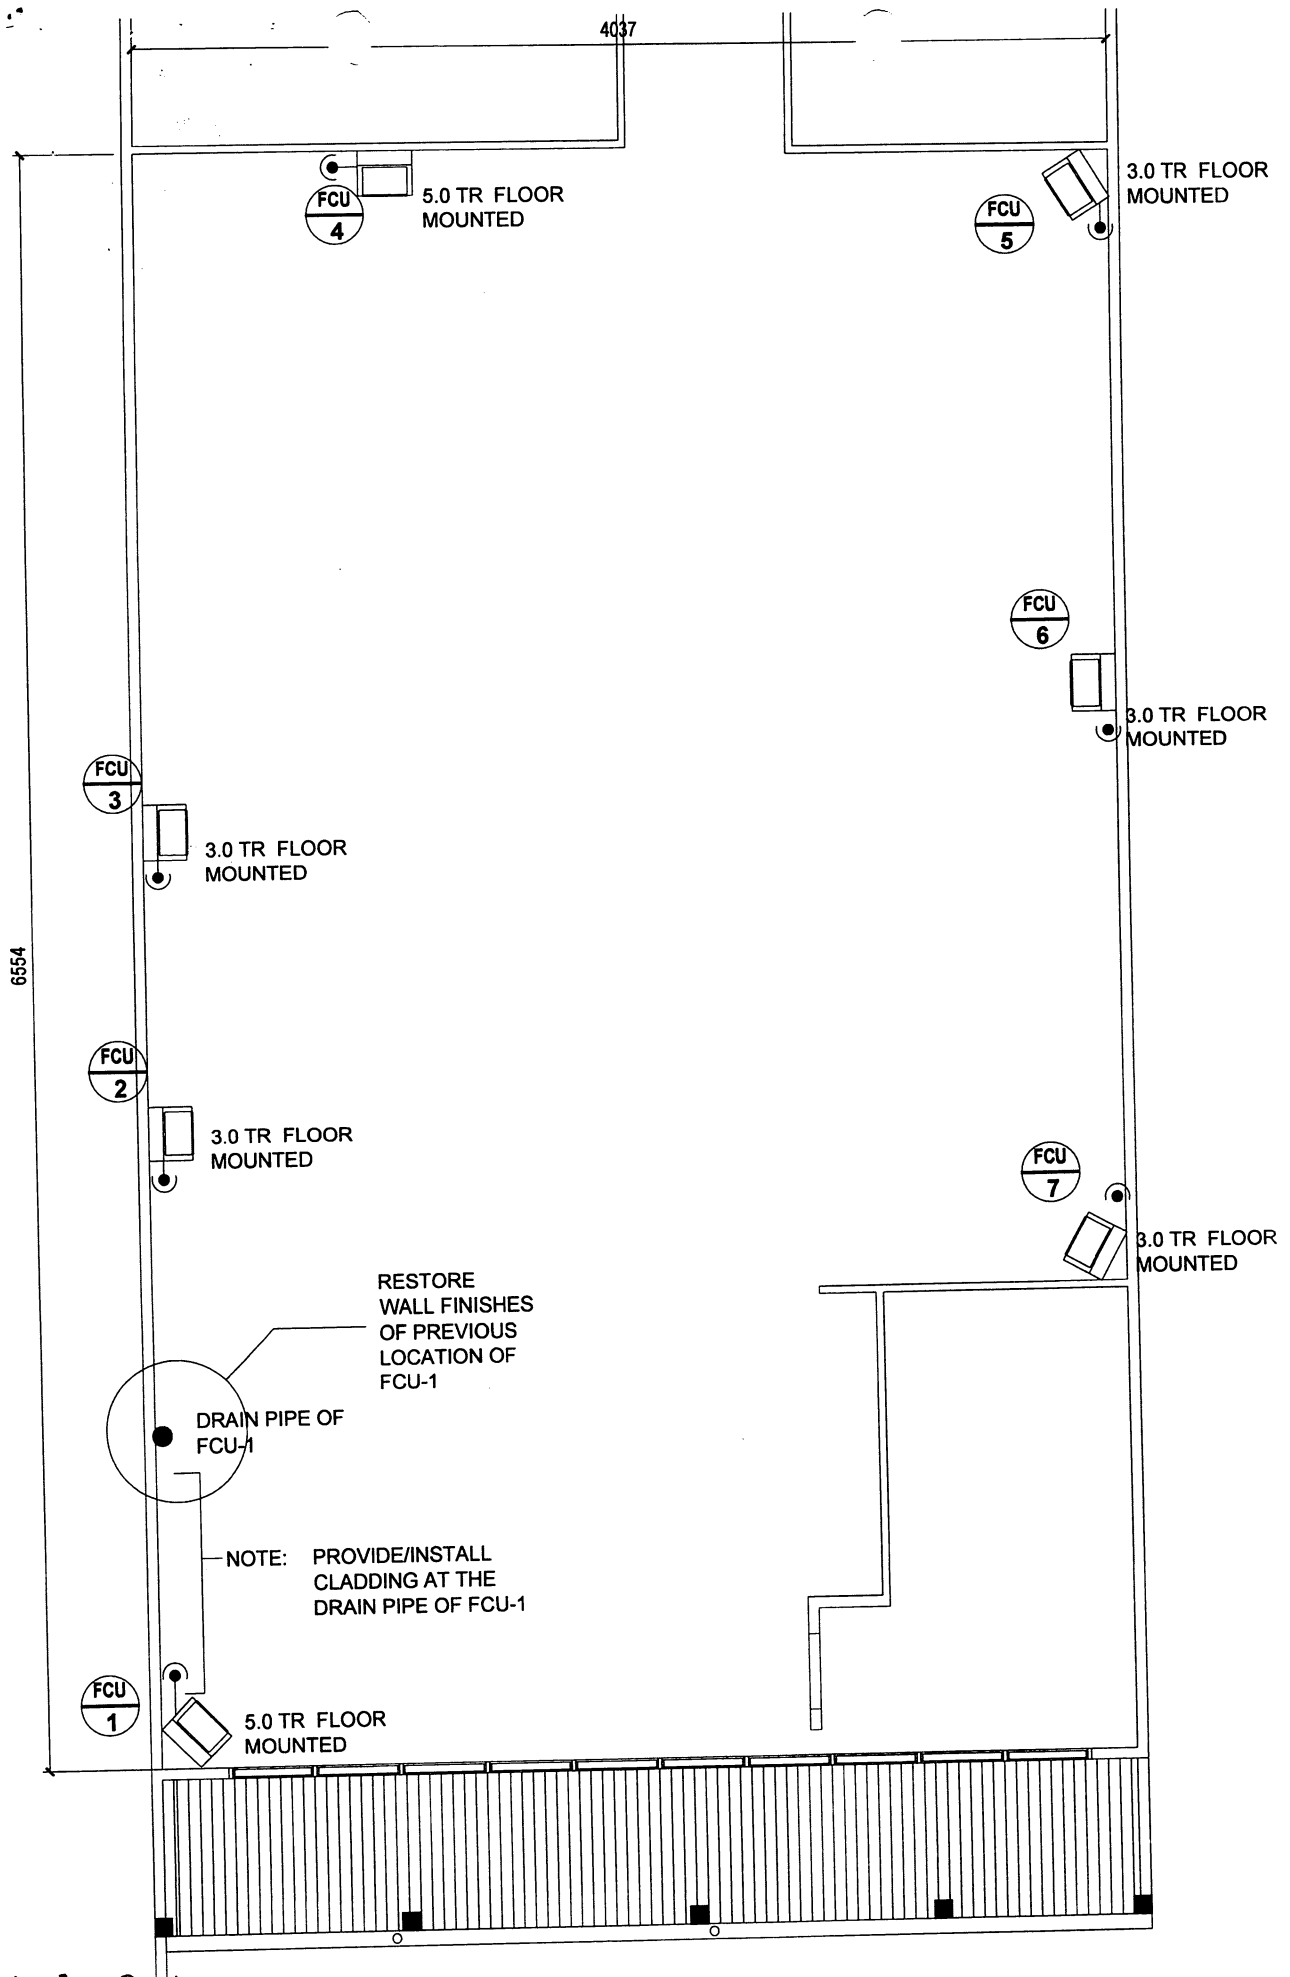 4037
FCU
4
5.0 TR FLOOR
MOUNTED
FCU
5
3.0 TR FLOOR
MOUNTED
FCU
6
3.0 TR FLOOR
MOUNTED
FCU
3
3.0 TR FLOOR
MOUNTED
6554
FCU
2
3.0 TR FLOOR
MOUNTED
FCU
7
3.0 TR FLOOR
MOUNTED
RESTORE
WALL FINISHES
OF PREVIOUS
LOCATION OF
FCU-1
DRAIN PIPE OF
FCU-1
NOTE: PROVIDE/INSTALL
CLADDING AT THE
DRAIN PIPE OF FCU-1
FCU
1
5.0 TR FLOOR
MOUNTED